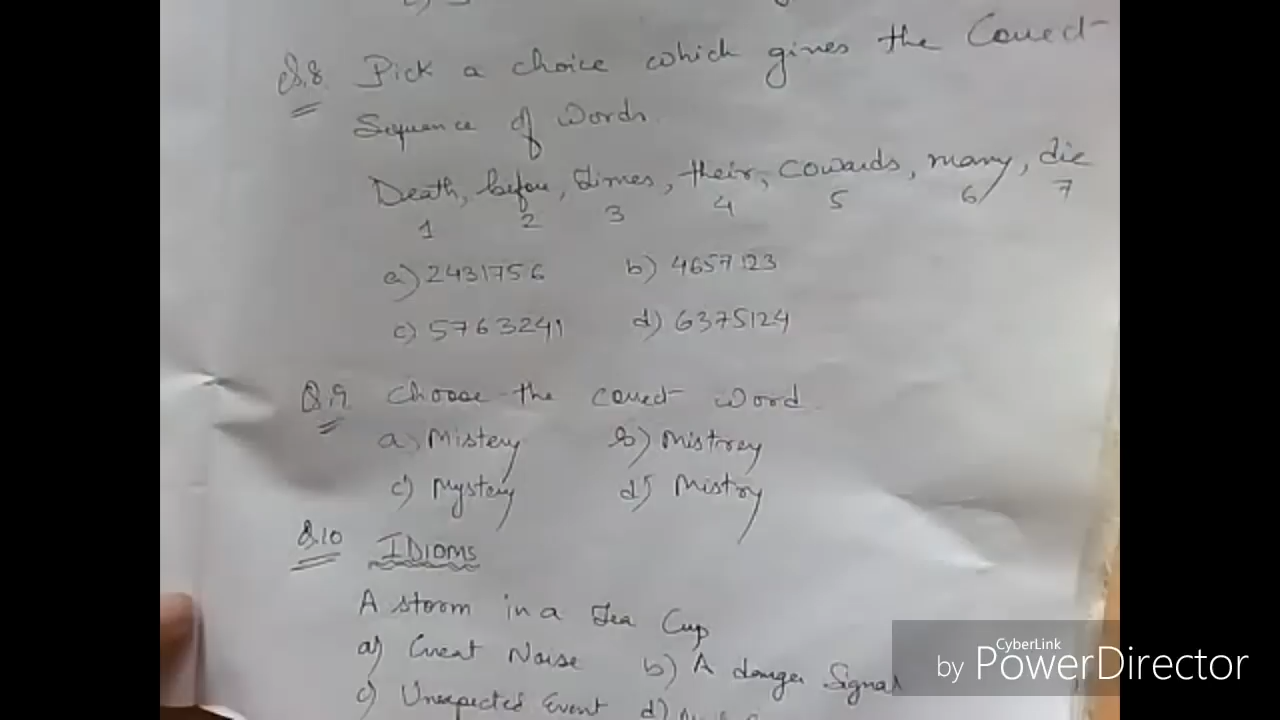 Q.8 Pick a choice which gives the Correct
Sequence of Words.
Death, before, times, their, cowards, many, die
1 2 3 4 5 6 7
a) 2431756 b) 4657123
c) 5763241 d) 6375124
Q.9 Choose the correct word.
a) Mistery b) Mistrey
c) Mystery d) Mistry
Q.10 IDIOMS
A storm in a Tea Cup
a) Great Noise b) A danger Signal
c) Unexpected Event d)
CyberLink
by PowerDirector